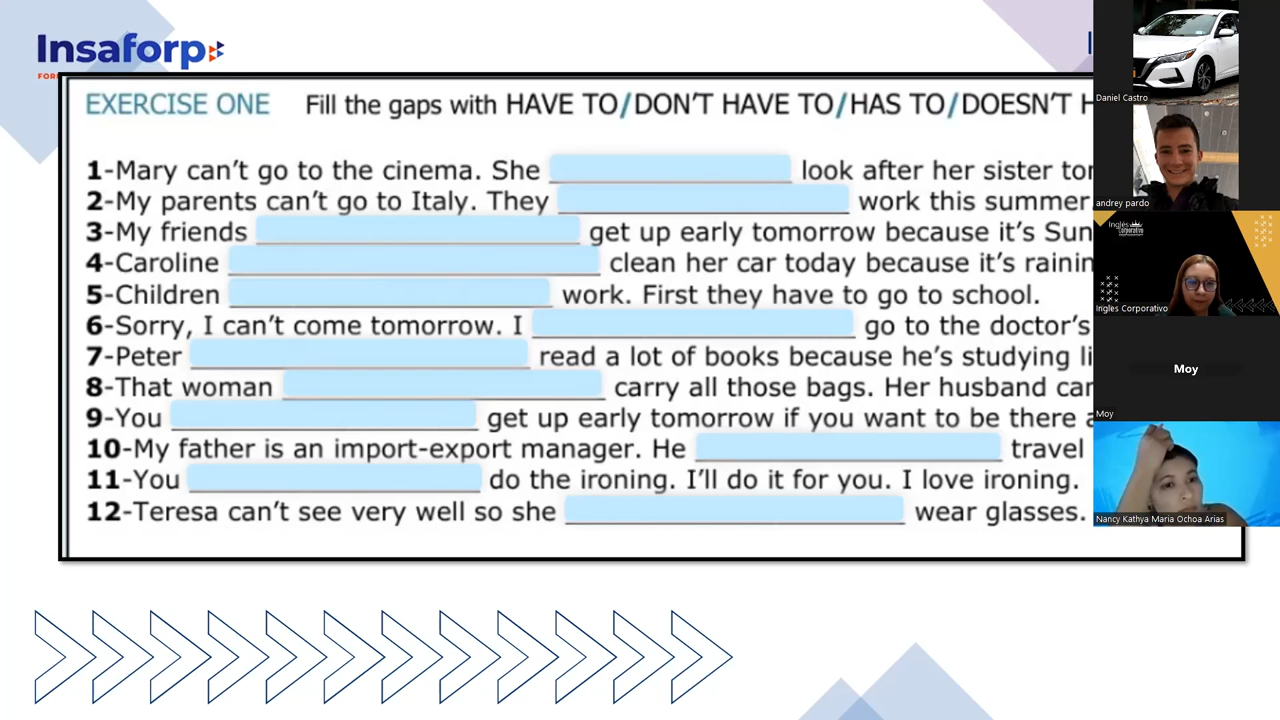 Insaforp
EXERCISE ONE Fill the gaps with HAVE TO/DON'T HAVE TO/HAS TO/DOESN'T
1-Mary can't go to the cinema. She look after her sister
2-My parents can't go to Italy. They work this summer
3-My friends get up early tomorrow because it's
4-Caroline clean her car today because it's
5-Children work. First they have to go to school.
6-Sorry, I can't come tomorrow. I go to the doctor's
7-Peter read a lot of books because he's studying
8-That woman carry all those bags. Her husband
9-You get up early tomorrow if you want to be there
10-My father is an import-export manager. He travel
11-You do the ironing. I'll do it for you. I love ironing.
12-Teresa can't see very well so she wear glasses.
Daniel Castro
andrey pardo
Inglés
Corporativo
Ingles Corporativo
Moy
Moy
Nancy Kathya Maria Ochoa Arias